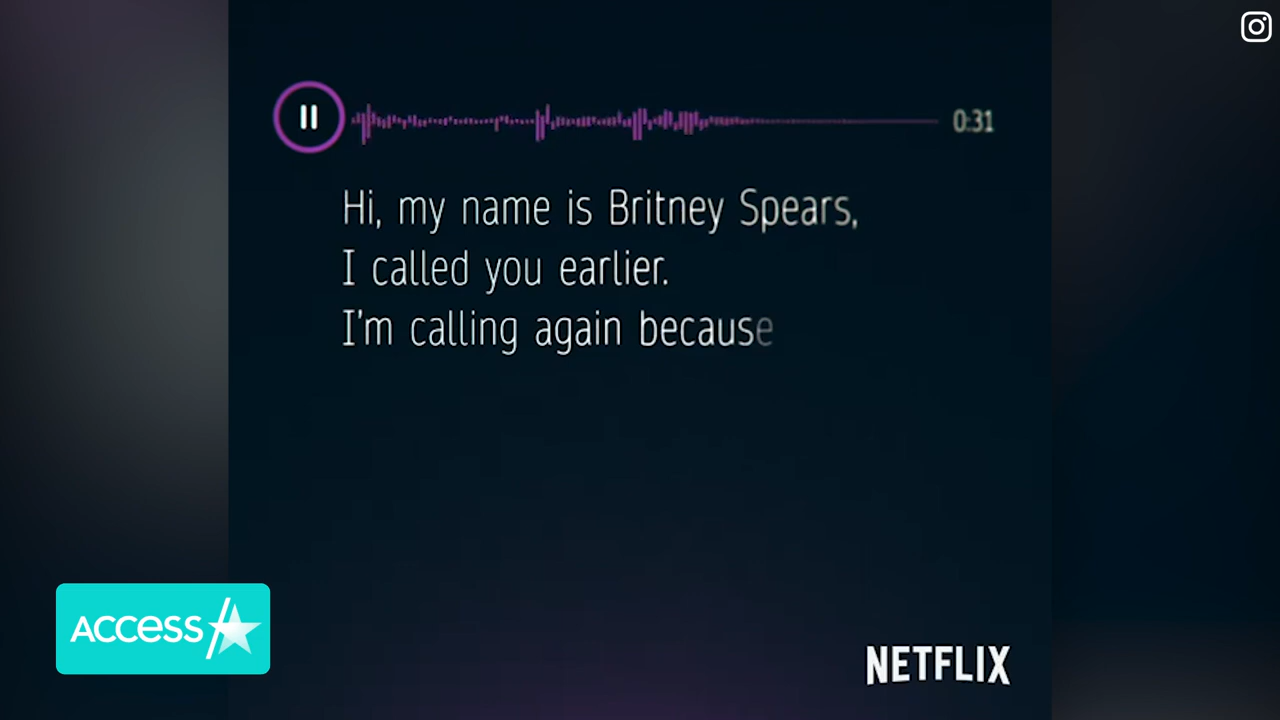 0:31
Hi, my name is Britney Spears,
I called you earlier.
I'm calling again because
ACCESS
NETFLIX